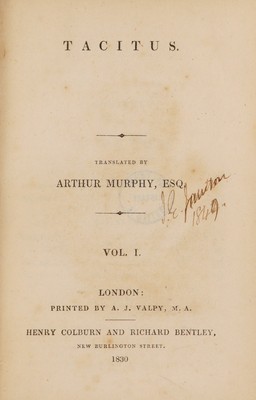 TACITUS.
TRANSLATED BY
ARTHUR MURPHY, ESQ.
1849.
VOL. I.
LONDON:
PRINTED BY A. J. VALPY, M. A.
HENRY COLBURN AND RICHARD BENTLEY,
NEW BURLINGTON STREET.
1830